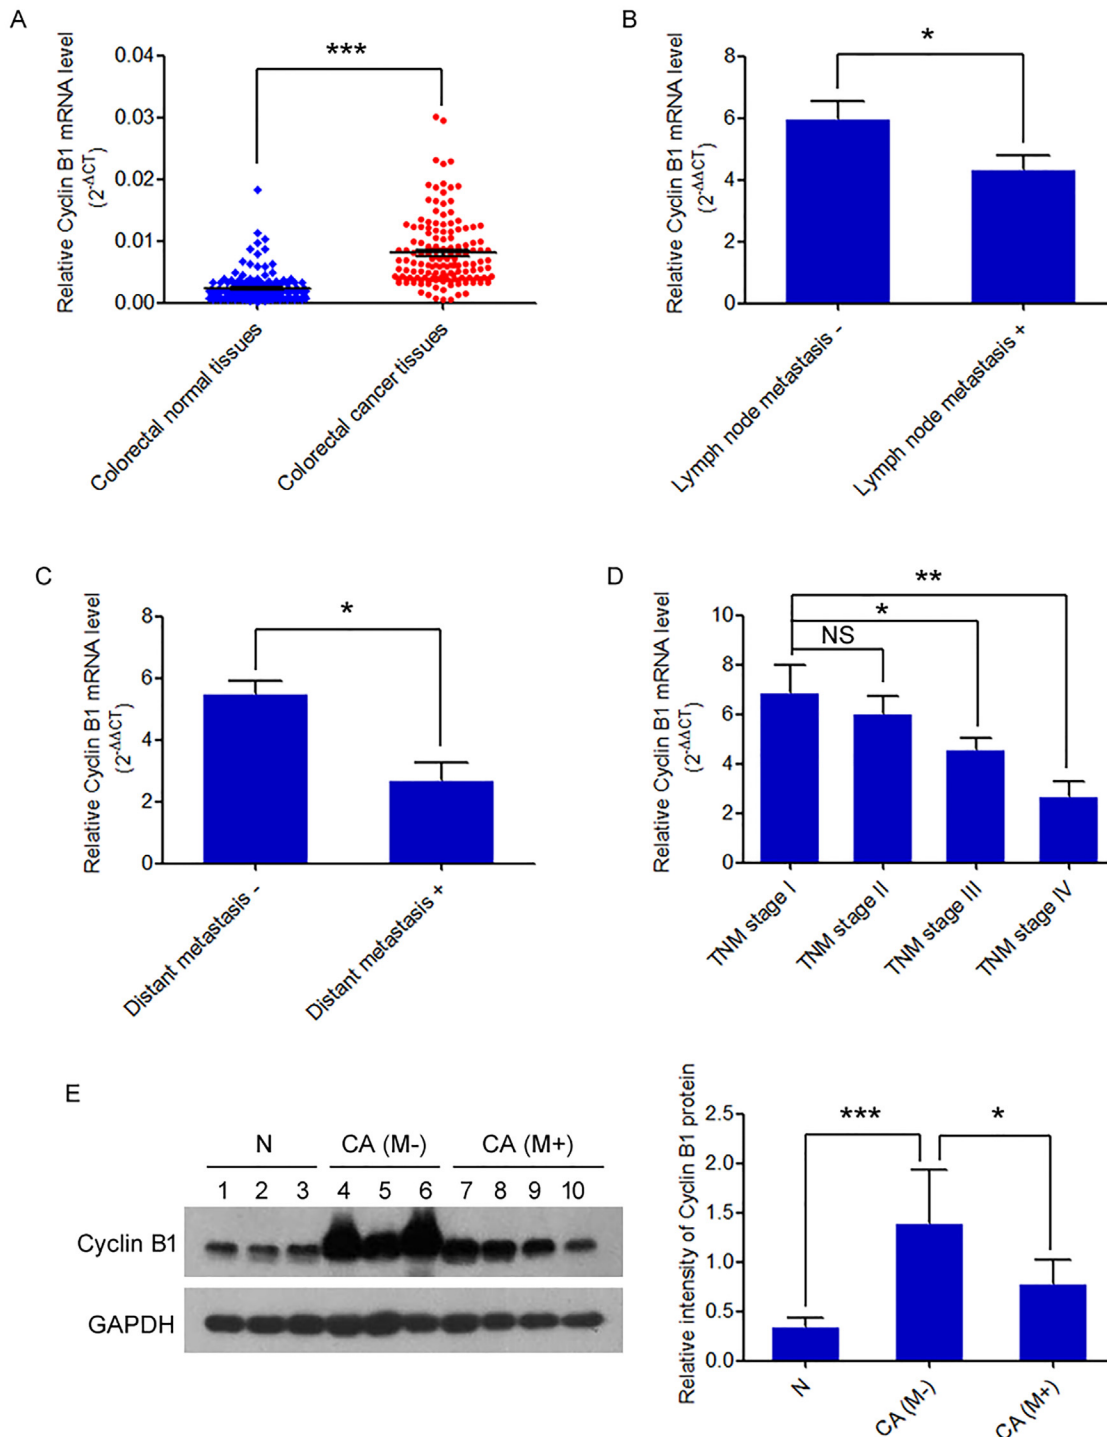 A
Relative Cyclin B1 mRNA level
(2-ΔCT)
0.04
0.03
0.02
0.01
0.00
***
Colorectal normal tissues
Colorectal cancer tissues
B
Relative Cyclin B1 mRNA level
(2-ΔΔCT)
8
6
4
2
0
*
Lymph node metastasis -
Lymph node metastasis +
C
Relative Cyclin B1 mRNA level
(2-ΔΔCT)
8
6
4
2
0
*
Distant metastasis -
Distant metastasis +
D
Relative Cyclin B1 mRNA level
(2-ΔΔCT)
10
8
6
4
2
0
**
*
NS
TNM stage I
TNM stage II
TNM stage III
TNM stage IV
E
N CA (M-) CA (M+)
1 2 3 4 5 6 7 8 9 10
Cyclin B1
GAPDH
Relative intensity of Cyclin B1 protein
2.5
2.0
1.5
1.0
0.5
0.0
*** *
N
CA (M-)
CA (M+)